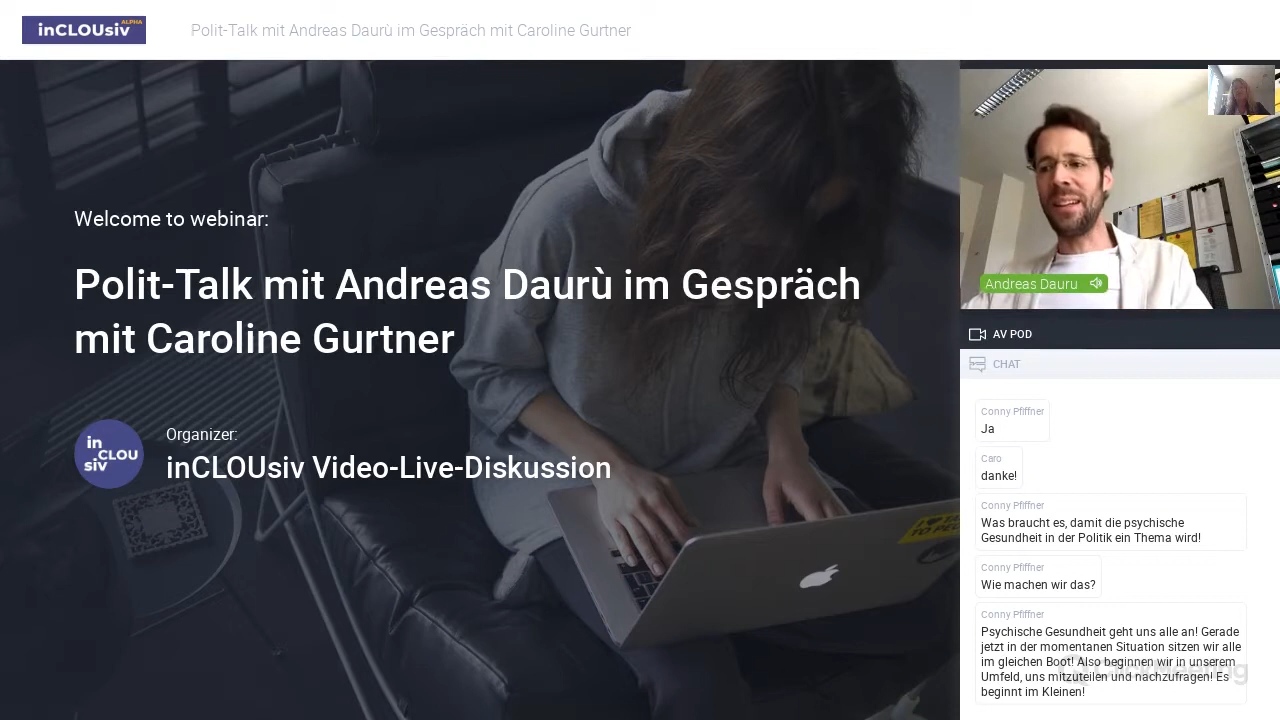 inCLOUsiv ALPHA
Polit-Talk mit Andreas Daurù im Gespräch mit Caroline Gurtner
Welcome to webinar:
Polit-Talk mit Andreas Daurù im Gespräch
mit Caroline Gurtner
in
CLOU
siv
Organizer:
inCLOUsiv Video-Live-Diskussion
Andreas Dauru
AV POD
CHAT
Conny Pfiffner
Ja
Caro
danke!
Conny Pfiffner
Was braucht es, damit die psychische
Gesundheit in der Politik ein Thema wird!
Conny Pfiffner
Wie machen wir das?
Conny Pfiffner
Psychische Gesundheit geht uns alle an! Gerade
jetzt in der momentanen Situation sitzen wir alle
im gleichen Boot! Also beginnen wir in unserem
Umfeld, uns mitzuteilen und nachzufragen! Es
beginnt im Kleinen!